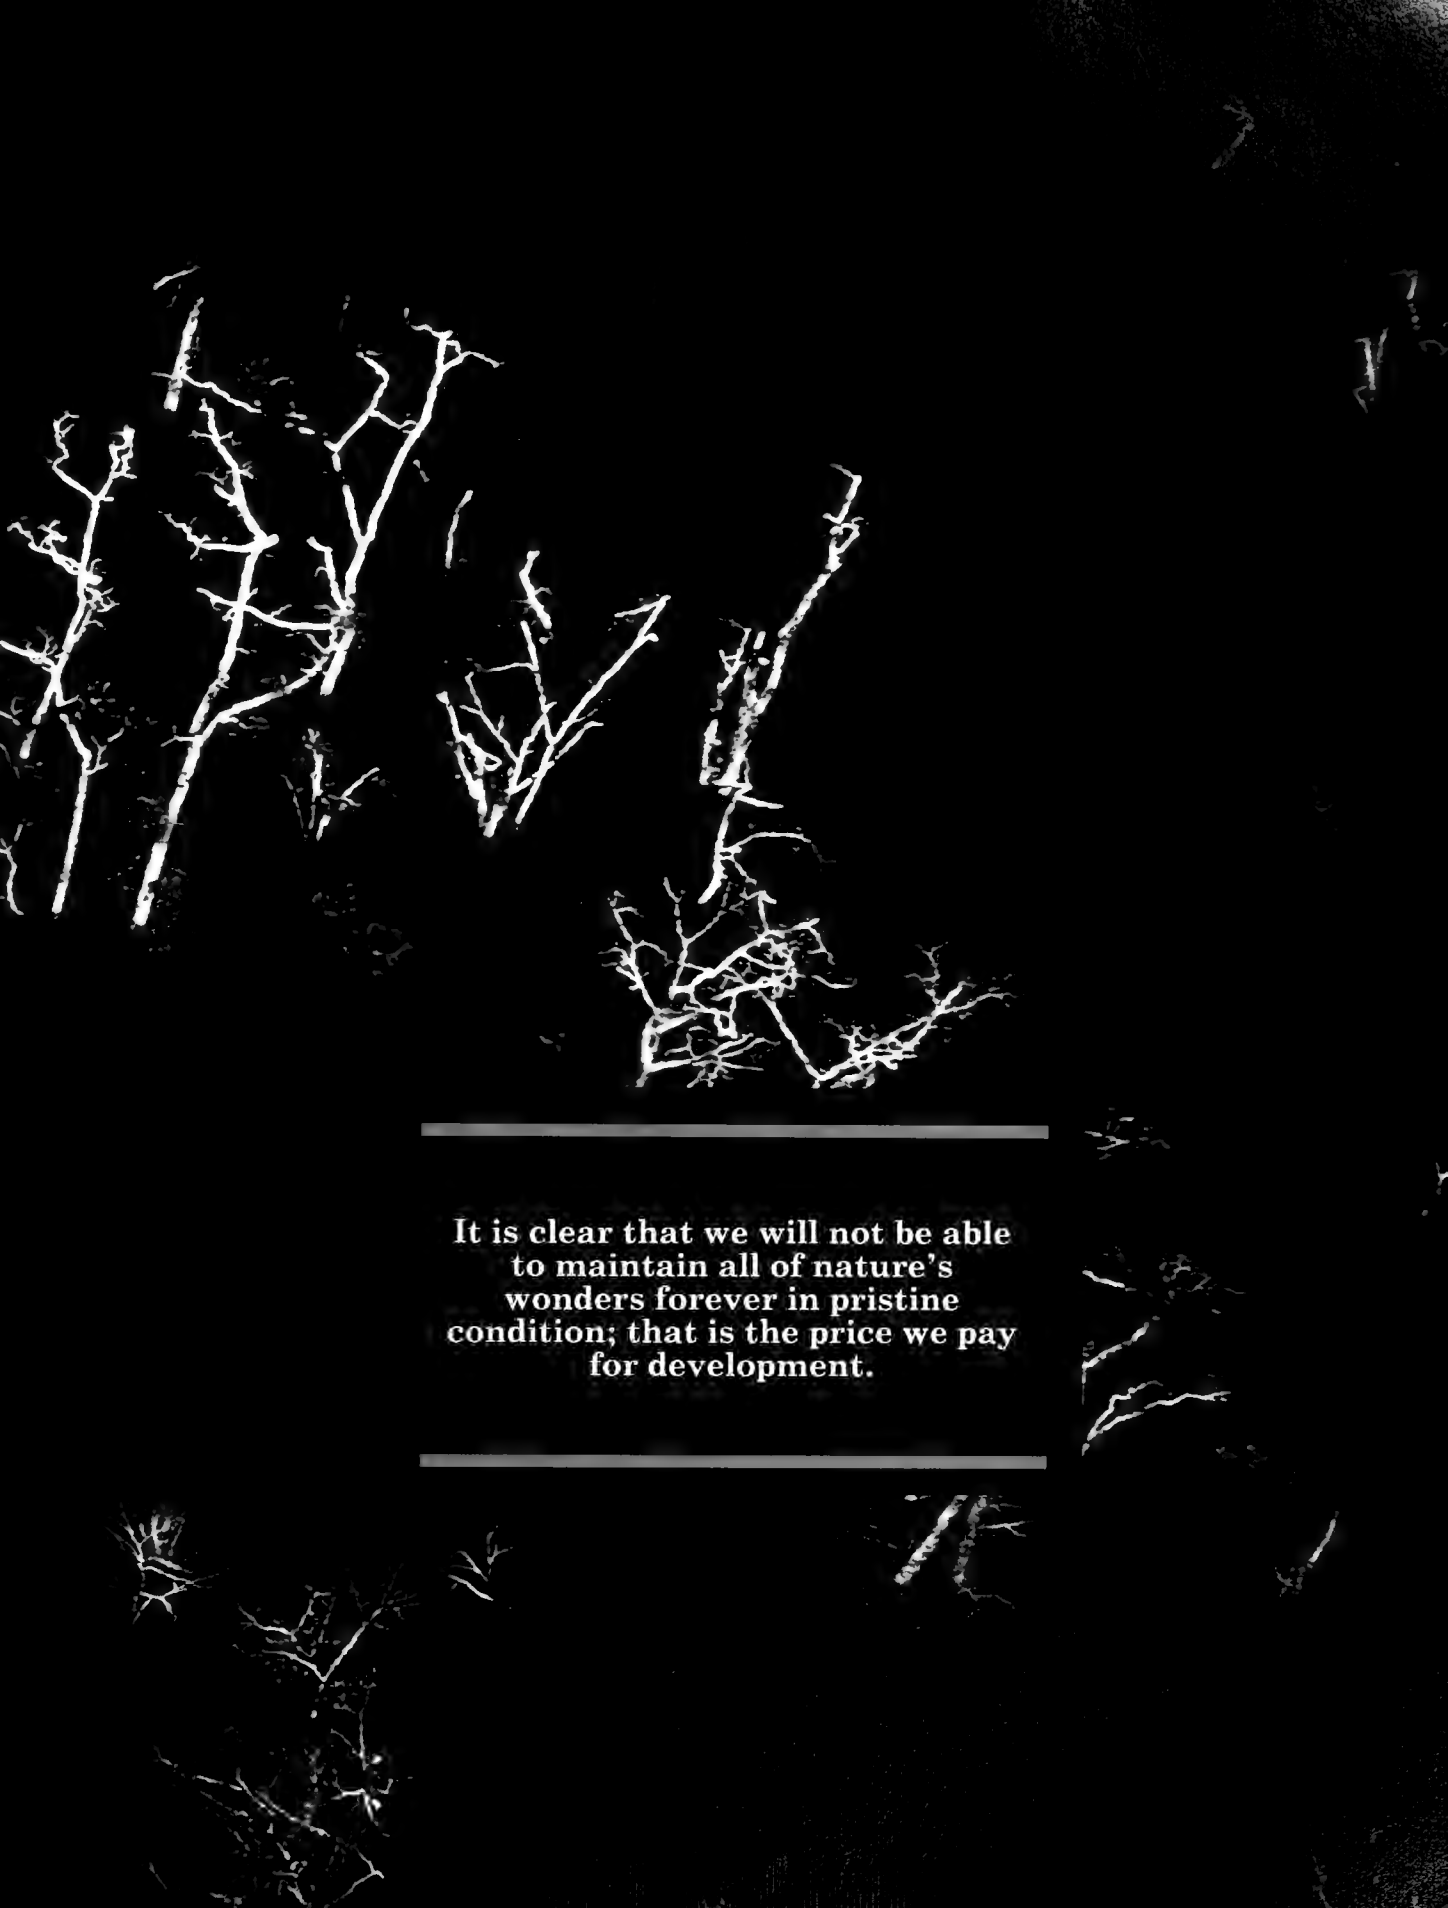 It is clear that we will not be able
to maintain all of nature's
wonders forever in pristine
condition; that is the price we pay
for development.